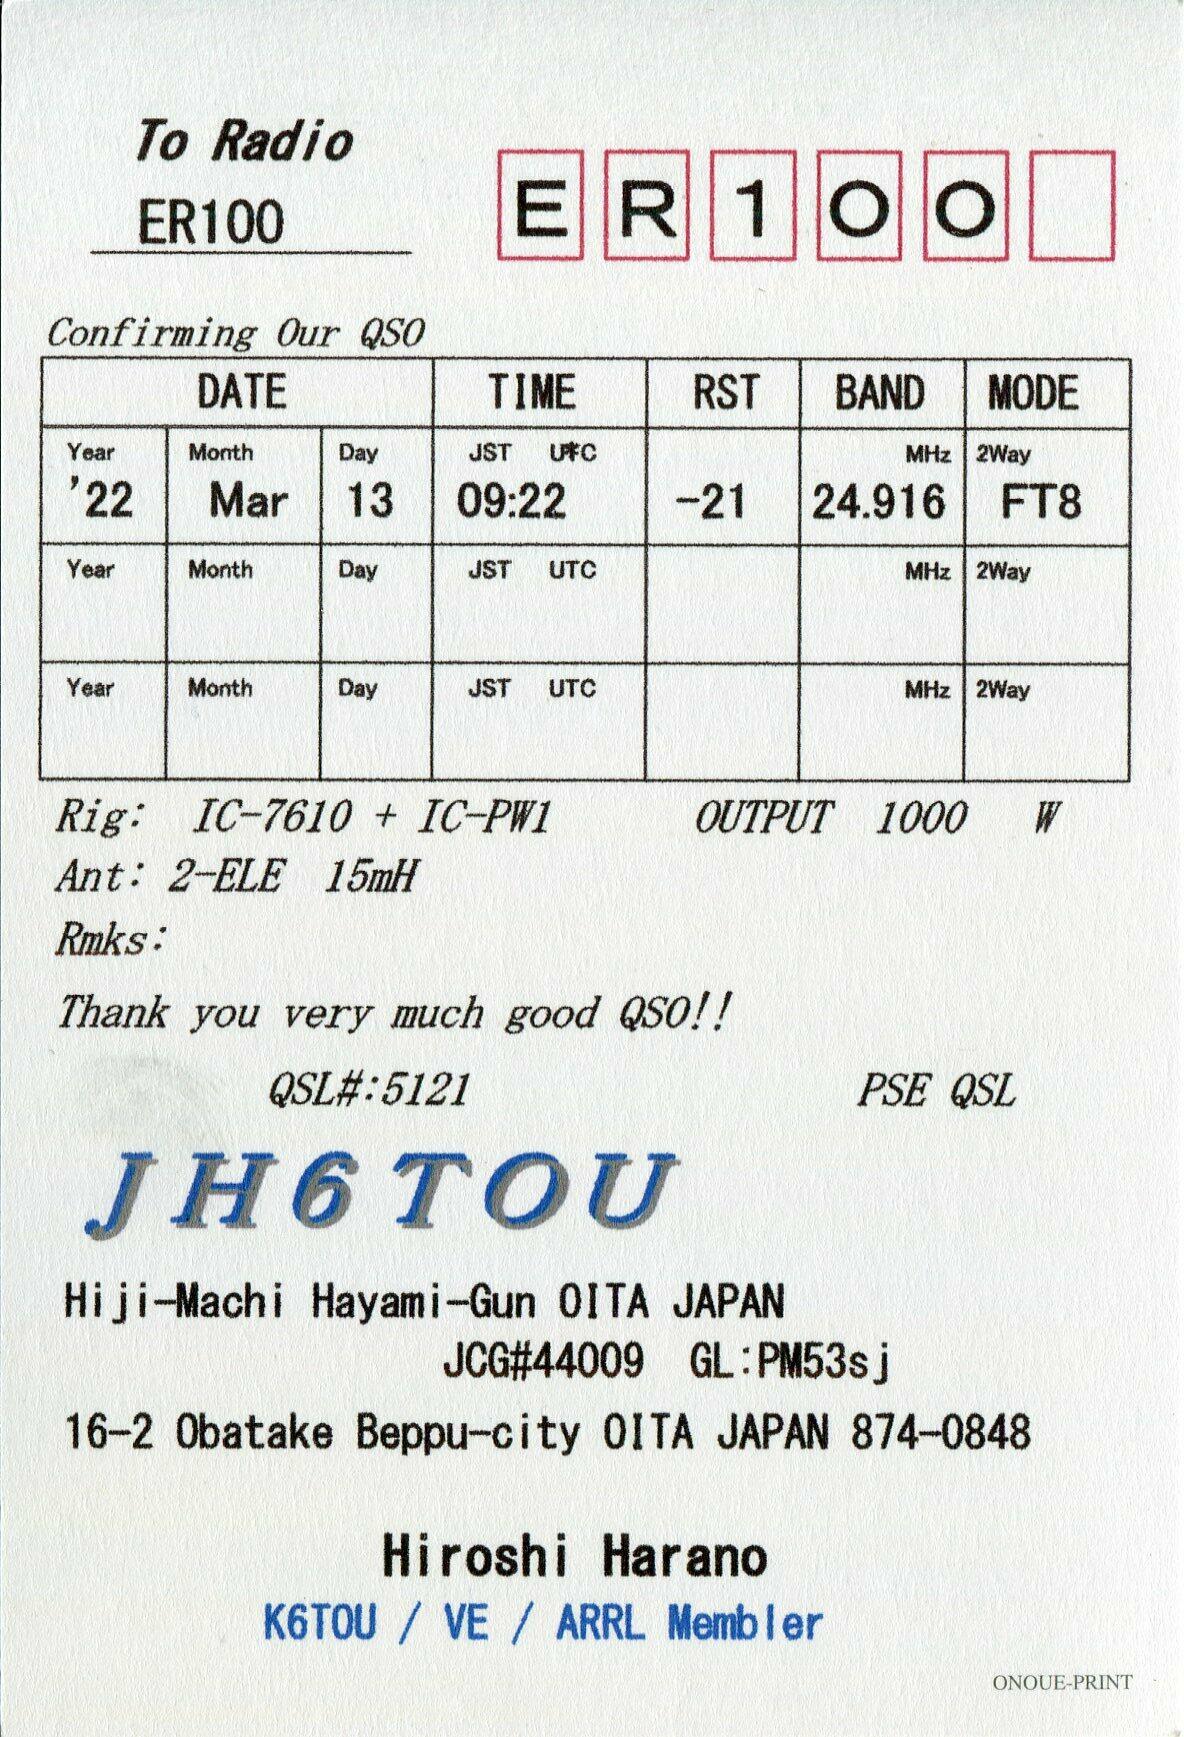 To Radio
ER100
ER100
Confirming Our QSO
DATE TIME RST BAND MODE
Year Month Day JST UTC MHz 2Way
'22 Mar 13 09:22 -21 24.916 FT8
Year Month Day JST UTC MHz 2Way
Year Month Day JST UTC MHz 2Way
Rig: IC-7610 + IC-PW1 OUTPUT 1000 W
Ant: 2-ELE 15mH
Rmks:
Thank you very much good QSO!!
QSL#:5121 PSE QSL
JH6TOU
Hiji-Machi Hayami-Gun OITA JAPAN
JCG#44009 GL:PM53sj
16-2 Obatake Beppu-city OITA JAPAN 874-0848
Hiroshi Harano
K6TOU / VE / ARRL Membler
ONOUE-PRINT